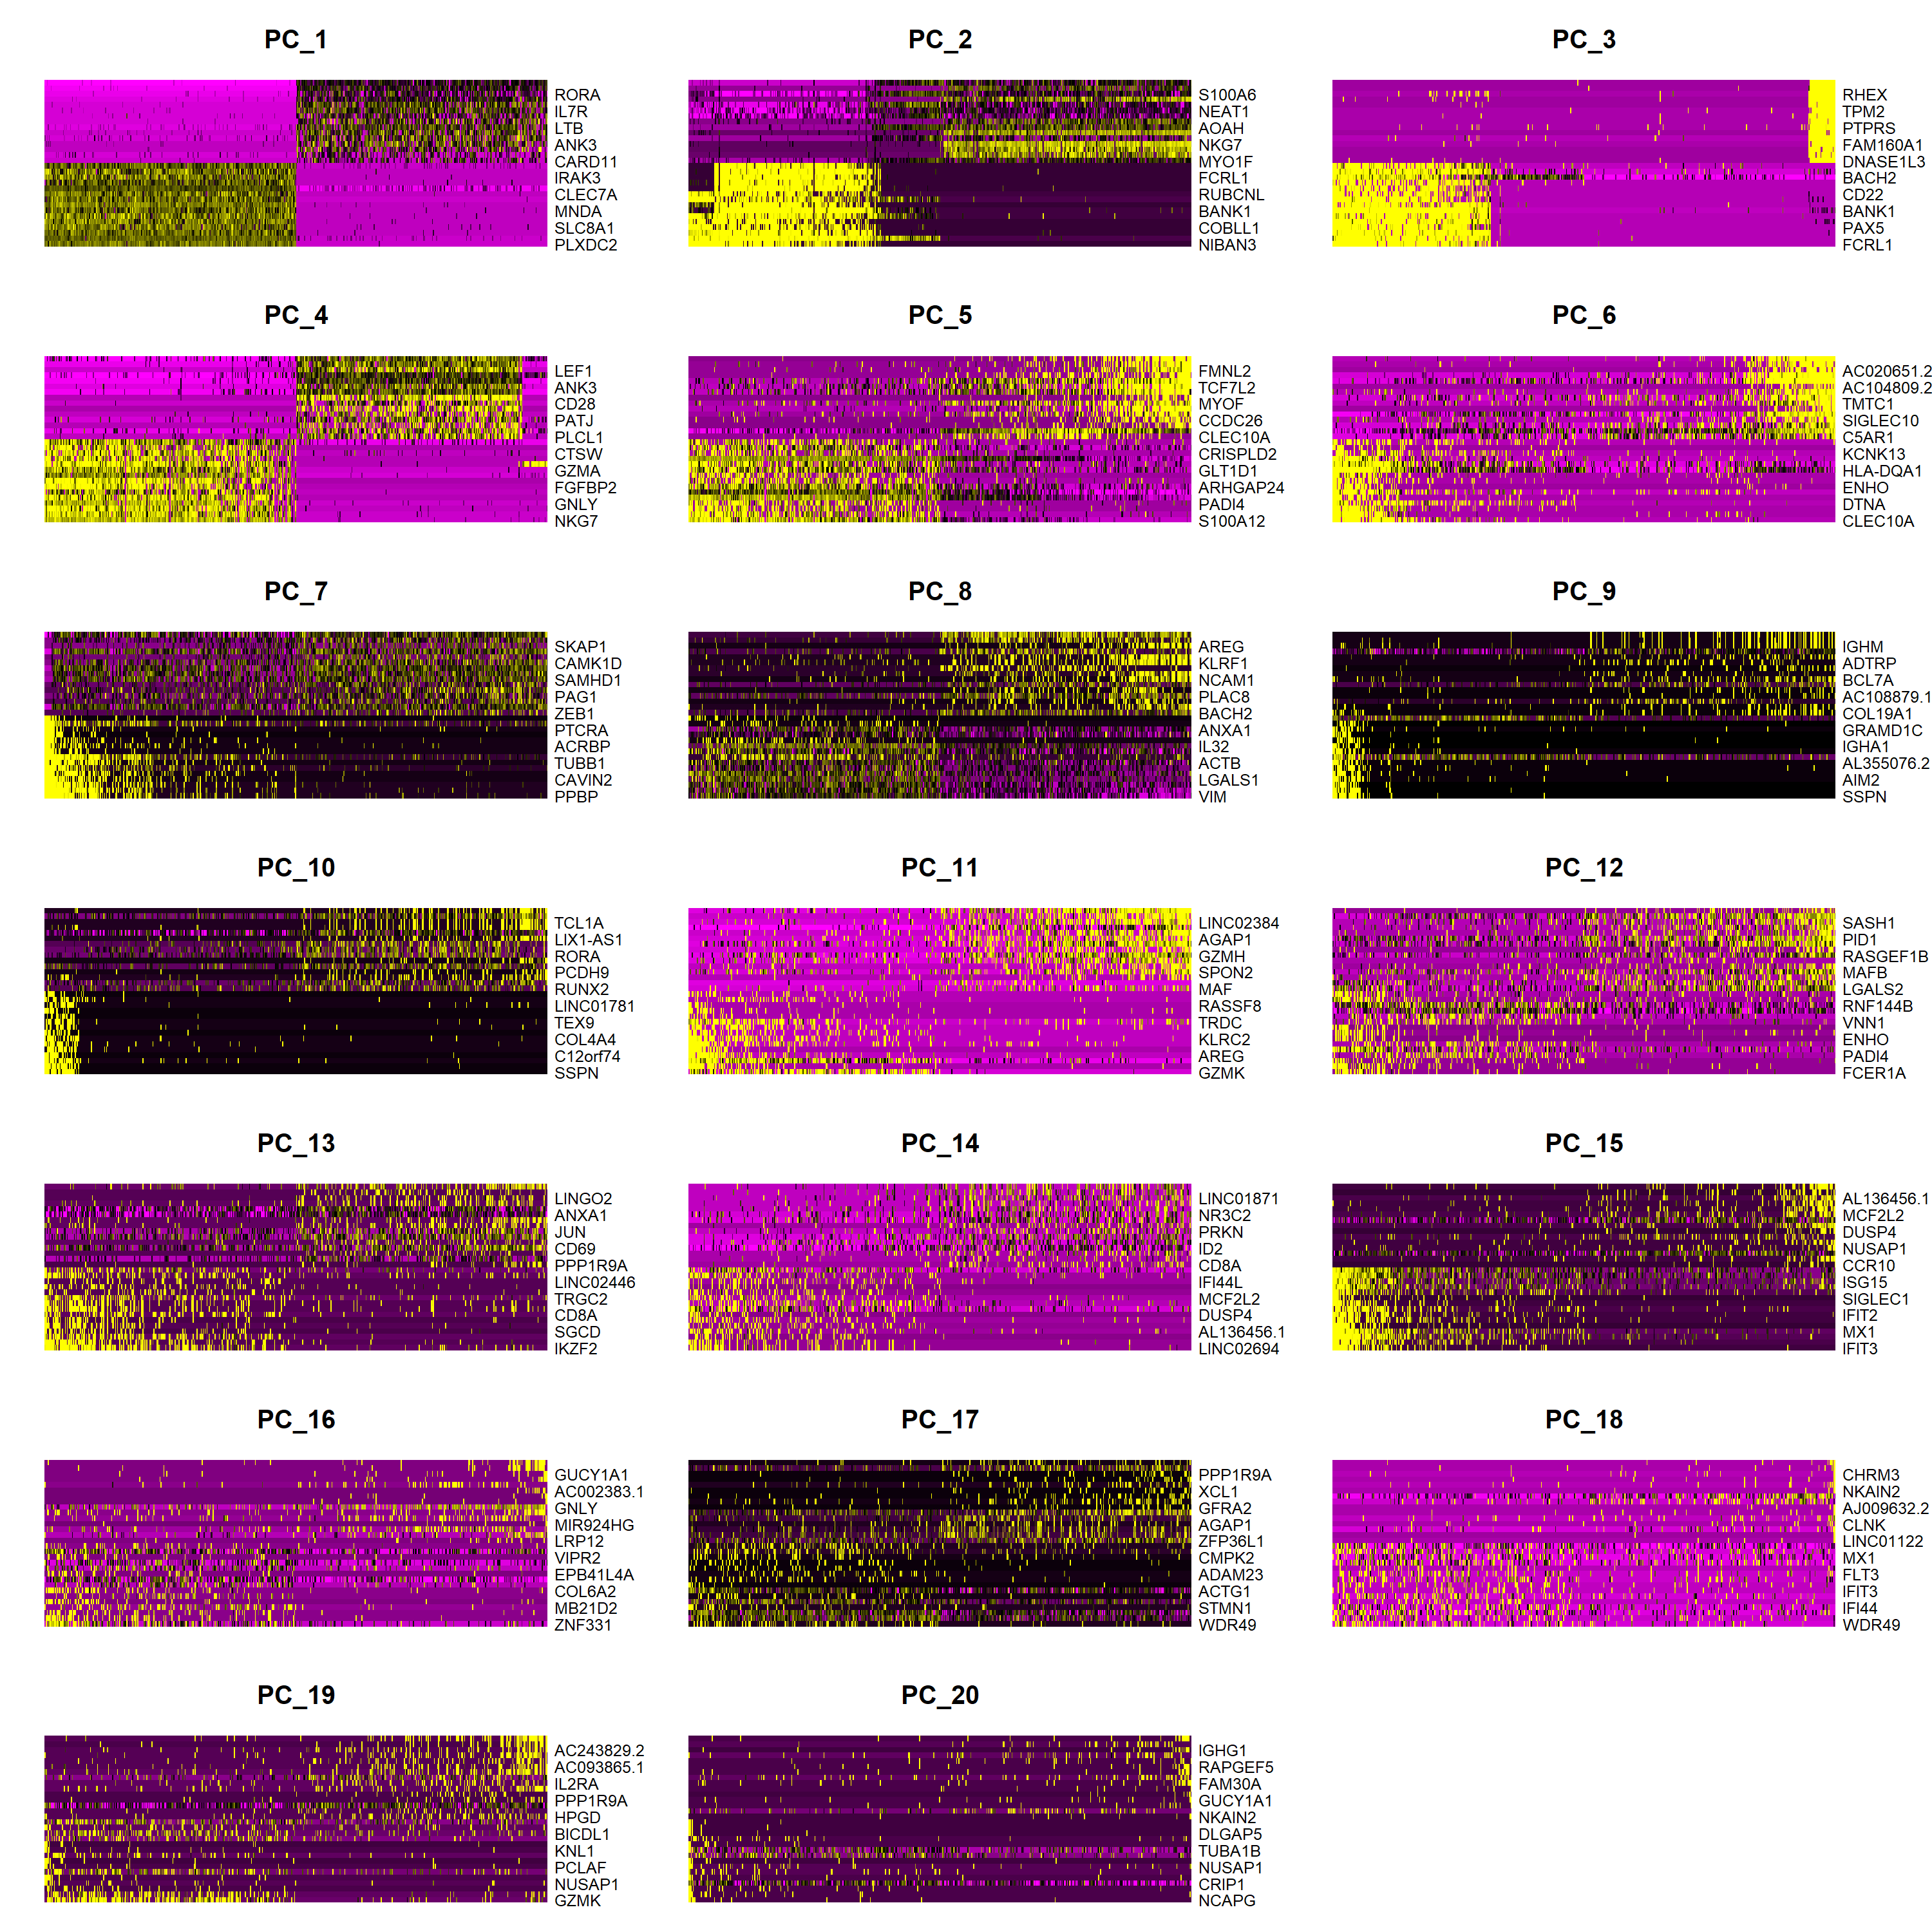 PC_1
RORA
IL7R
LTB
ANK3
CARD11
IRAK3
CLEC7A
MNDA
SLC8A1
PLXDC2
PC_2
S100A6
NEAT1
AOAH
NKG7
MYO1F
FCRL1
RUBCNL
BANK1
COBLL1
NIBAN3
PC_3
RHEX
TPM2
PTPRS
FAM160A1
DNASE1L3
BACH2
CD22
BANK1
PAX5
FCRL1
PC_4
LEF1
ANK3
CD28
PATJ
PLCL1
CTSW
GZMA
FGFBP2
GNLY
NKG7
PC_5
FMNL2
TCF7L2
MYOF
CCDC26
CLEC10A
CRISPLD2
GLT1D1
ARHGAP24
PADI4
S100A12
PC_6
AC020651.2
AC104809.2
TMTC1
SIGLEC10
C5AR1
KCNK13
HLA-DQA1
ENHO
DTNA
CLEC10A
PC_7
SKAP1
CAMK1D
SAMHD1
PAG1
ZEB1
PTCRA
ACRBP
TUBB1
CAVIN2
PPBP
PC_8
AREG
KLRF1
NCAM1
PLAC8
BACH2
ANXA1
IL32
ACTB
LGALS1
VIM
PC_9
IGHM
ADTRP
BCL7A
AC108879.1
COL19A1
GRAMD1C
IGHA1
AL355076.2
AIM2
SSPN
PC_10
TCL1A
LIX1-AS1
RORA
PCDH9
RUNX2
LINC01781
TEX9
COL4A4
C12orf74
SSPN
PC_11
LINC02384
AGAP1
GZMH
SPON2
MAF
RASSF8
TRDC
KLRC2
AREG
GZMK
PC_12
SASH1
PID1
RASGEF1B
MAFB
LGALS2
RNF144B
VNN1
ENHO
PADI4
FCER1A
PC_13
LINGO2
ANXA1
JUN
CD69
PPP1R9A
LINC02446
TRGC2
CD8A
SGCD
IKZF2
PC_14
LINC01871
NR3C2
PRKN
ID2
CD8A
IFI44L
MCF2L2
DUSP4
AL136456.1
LINC02694
PC_15
AL136456.1
MCF2L2
DUSP4
NUSAP1
CCR10
ISG15
SIGLEC1
IFIT2
MX1
IFIT3
PC_16
GUCY1A1
AC002383.1
GNLY
MIR924HG
LRP12
VIPR2
EPB41L4A
COL6A2
MB21D2
ZNF331
PC_17
PPP1R9A
XCL1
GFRA2
AGAP1
ZFP36L1
CMPK2
ADAM23
ACTG1
STMN1
WDR49
PC_18
CHRM3
NKAIN2
AJ009632.2
CLNK
LINC01122
MX1
FLT3
IFIT3
IFI44
WDR49
PC_19
AC243829.2
AC093865.1
IL2RA
PPP1R9A
HPGD
BICDL1
KNL1
PCLAF
NUSAP1
GZMK
PC_20
IGHG1
RAPGEF5
FAM30A
GUCY1A1
NKAIN2
DLGAP5
TUBA1B
NUSAP1
CRIP1
NCAPG